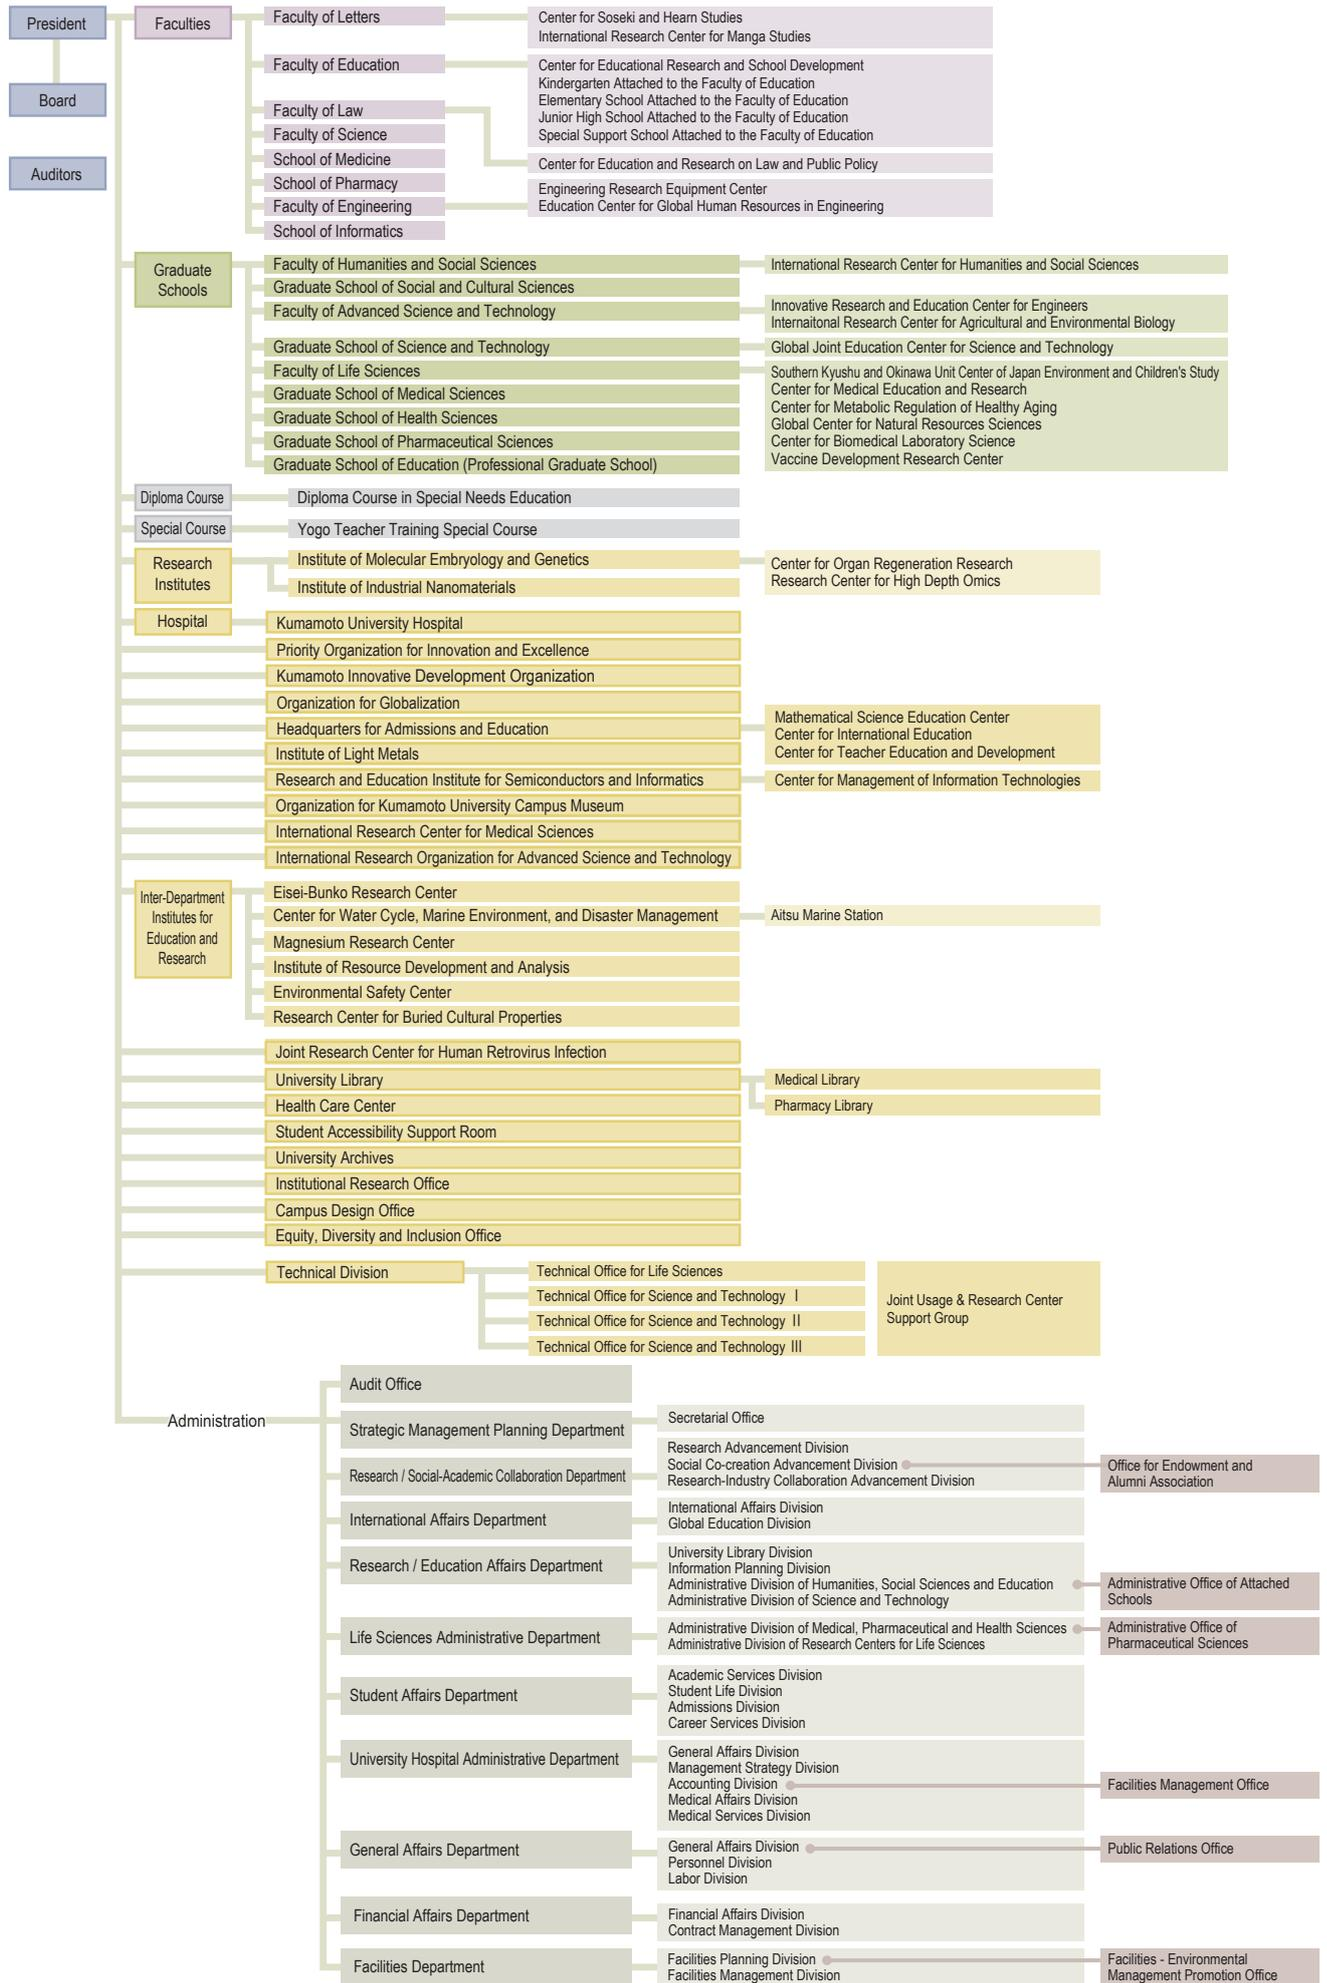 President
Board
Auditors
Faculties
Faculty of Letters
Center for Soseki and Hearn Studies
International Research Center for Manga Studies
Faculty of Education
Center for Educational Research and School Development
Kindergarten Attached to the Faculty of Education
Elementary School Attached to the Faculty of Education
Junior High School Attached to the Faculty of Education
Special Support School Attached to the Faculty of Education
Faculty of Law
Center for Education and Research on Law and Public Policy
Faculty of Science
School of Medicine
School of Pharmacy
Faculty of Engineering
Engineering Research Equipment Center
Education Center for Global Human Resources in Engineering
School of Informatics
Graduate
Schools
Faculty of Humanities and Social Sciences
International Research Center for Humanities and Social Sciences
Graduate School of Social and Cultural Sciences
Faculty of Advanced Science and Technology
Innovative Research and Education Center for Engineers
Internaitonal Research Center for Agricultural and Environmental Biology
Graduate School of Science and Technology
Global Joint Education Center for Science and Technology
Faculty of Life Sciences
Southern Kyushu and Okinawa Unit Center of Japan Environment and Children's Study
Center for Medical Education and Research
Center for Metabolic Regulation of Healthy Aging
Global Center for Natural Resources Sciences
Center for Biomedical Laboratory Science
Vaccine Development Research Center
Graduate School of Medical Sciences
Graduate School of Health Sciences
Graduate School of Pharmaceutical Sciences
Graduate School of Education (Professional Graduate School)
Diploma Course
Diploma Course in Special Needs Education
Special Course
Yogo Teacher Training Special Course
Research
Institutes
Institute of Molecular Embryology and Genetics
Center for Organ Regeneration Research
Research Center for High Depth Omics
Institute of Industrial Nanomaterials
Hospital
Kumamoto University Hospital
Priority Organization for Innovation and Excellence
Kumamoto Innovative Development Organization
Organization for Globalization
Headquarters for Admissions and Education
Mathematical Science Education Center
Center for International Education
Center for Teacher Education and Development
Institute of Light Metals
Research and Education Institute for Semiconductors and Informatics
Center for Management of Information Technologies
Organization for Kumamoto University Campus Museum
International Research Center for Medical Sciences
International Research Organization for Advanced Science and Technology
Inter-Department
Institutes for
Education and
Research
Eisei-Bunko Research Center
Center for Water Cycle, Marine Environment, and Disaster Management
Aitsu Marine Station
Magnesium Research Center
Institute of Resource Development and Analysis
Environmental Safety Center
Research Center for Buried Cultural Properties
Joint Research Center for Human Retrovirus Infection
University Library
Medical Library
Pharmacy Library
Health Care Center
Student Accessibility Support Room
University Archives
Institutional Research Office
Campus Design Office
Equity, Diversity and Inclusion Office
Technical Division
Technical Office for Life Sciences
Technical Office for Science and Technology I
Technical Office for Science and Technology II
Technical Office for Science and Technology III
Joint Usage & Research Center
Support Group
Administration
Audit Office
Strategic Management Planning Department
Secretarial Office
Research / Social-Academic Collaboration Department
Research Advancement Division
Social Co-creation Advancement Division
Research-Industry Collaboration Advancement Division
Office for Endowment and
Alumni Association
International Affairs Department
International Affairs Division
Global Education Division
Research / Education Affairs Department
University Library Division
Information Planning Division
Administrative Division of Humanities, Social Sciences and Education
Administrative Division of Science and Technology
Administrative Office of Attached
Schools
Life Sciences Administrative Department
Administrative Division of Medical, Pharmaceutical and Health Sciences
Administrative Division of Research Centers for Life Sciences
Administrative Office of
Pharmaceutical Sciences
Student Affairs Department
Academic Services Division
Student Life Division
Admissions Division
Career Services Division
University Hospital Administrative Department
General Affairs Division
Management Strategy Division
Accounting Division
Medical Affairs Division
Medical Services Division
Facilities Management Office
General Affairs Department
General Affairs Division
Personnel Division
Labor Division
Public Relations Office
Financial Affairs Department
Financial Affairs Division
Contract Management Division
Facilities Department
Facilities Planning Division
Facilities Management Division
Facilities - Environmental
Management Promotion Office